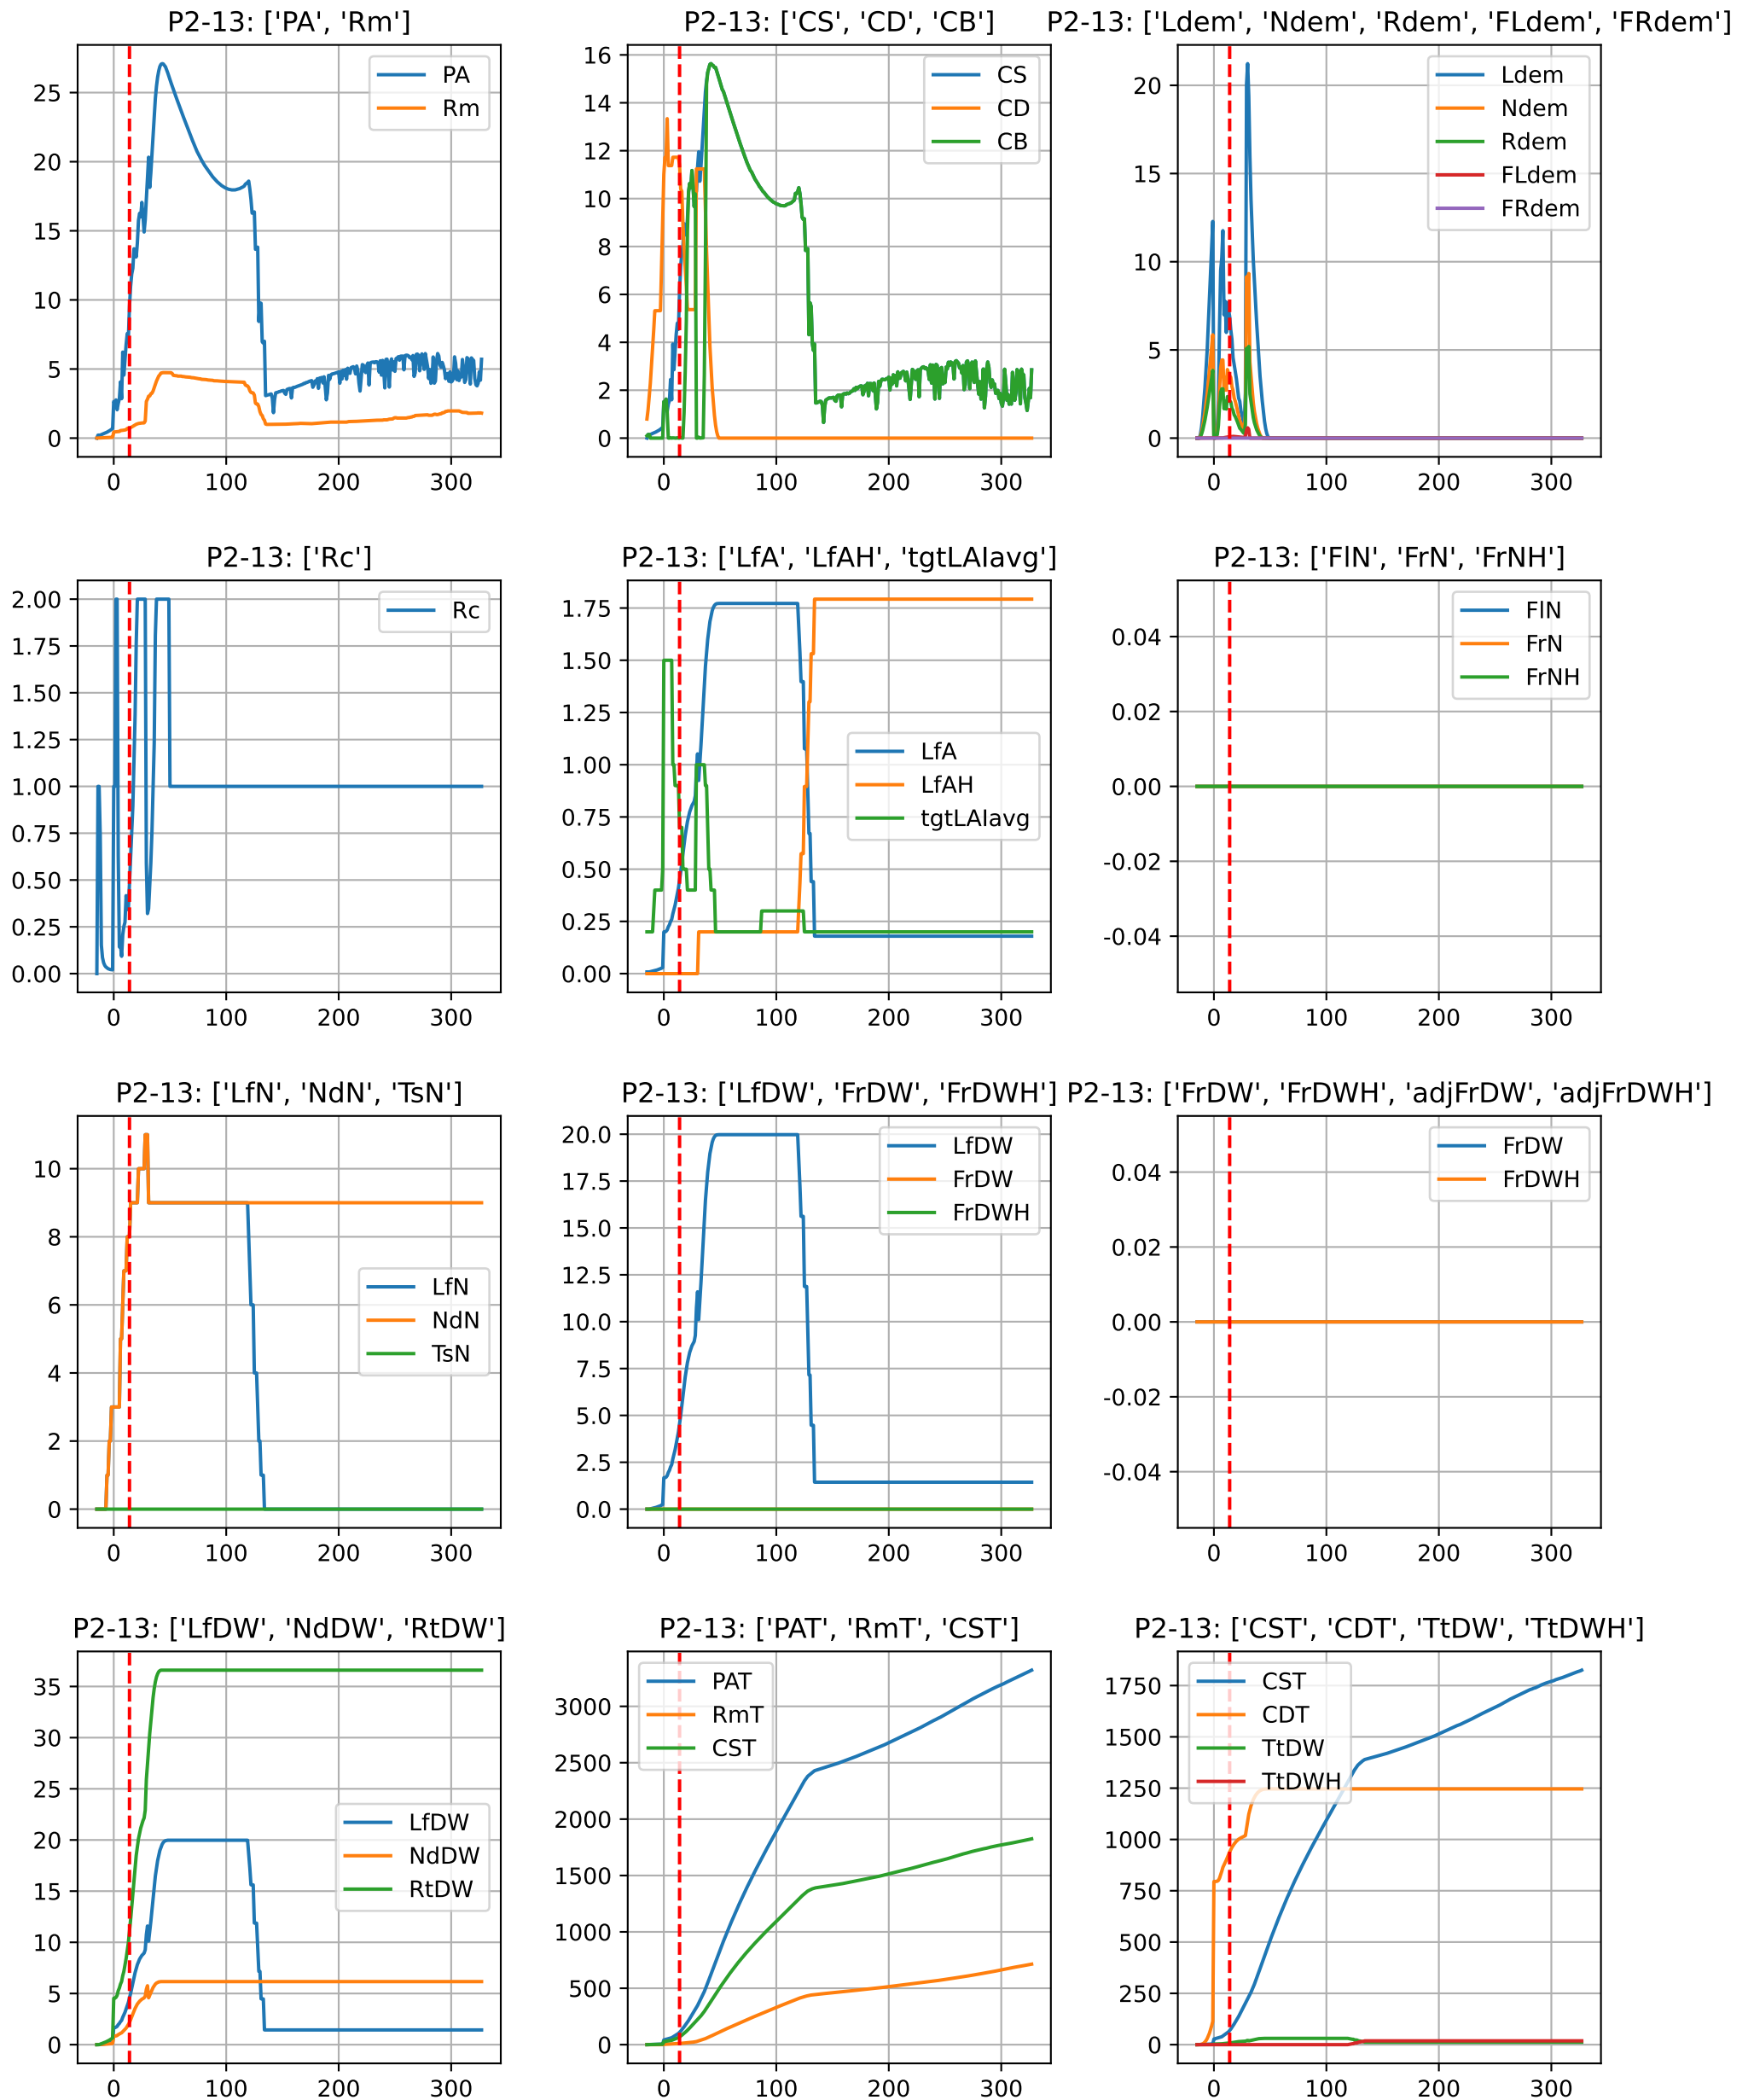 P2-13: ['PA', 'Rm']
25
20
15
10
5
0
0 100 200 300
PA
Rm
P2-13: ['CS', 'CD', 'CB']
16
14
12
10
8
6
4
2
0
0 100 200 300
CS
CD
CB
P2-13: ['Ldem', 'Ndem', 'Rdem', 'FLdem', 'FRdem']
20
15
10
5
0
0 100 200 300
Ldem
Ndem
Rdem
FLdem
FRdem
P2-13: ['Rc']
2.00
1.75
1.50
1.25
1.00
0.75
0.50
0.25
0.00
0 100 200 300
Rc
P2-13: ['LfA', 'LfAH', 'tgtLAIavg']
1.75
1.50
1.25
1.00
0.75
0.50
0.25
0.00
0 100 200 300
LfA
LfAH
tgtLAIavg
P2-13: ['FlN', 'FrN', 'FrNH']
0.04
0.02
0.00
-0.02
-0.04
0 100 200 300
FlN
FrN
FrNH
P2-13: ['LfN', 'NdN', 'TsN']
10
8
6
4
2
0
0 100 200 300
LfN
NdN
TsN
P2-13: ['LfDW', 'FrDW', 'FrDWH']
20.0
17.5
15.0
12.5
10.0
7.5
5.0
2.5
0.0
0 100 200 300
LfDW
FrDW
FrDWH
P2-13: ['FrDW', 'FrDWH', 'adjFrDW', 'adjFrDWH']
0.04
0.02
0.00
-0.02
-0.04
0 100 200 300
FrDW
FrDWH
P2-13: ['LfDW', 'NdDW', 'RtDW']
35
30
25
20
15
10
5
0
0 100 200 300
LfDW
NdDW
RtDW
P2-13: ['PAT', 'RmT', 'CST']
3000
2500
2000
1500
1000
500
0
0 100 200 300
PAT
RmT
CST
P2-13: ['CST', 'CDT', 'TtDW', 'TtDWH']
1750
1500
1250
1000
750
500
250
0
0 100 200 300
CST
CDT
TtDW
TtDWH